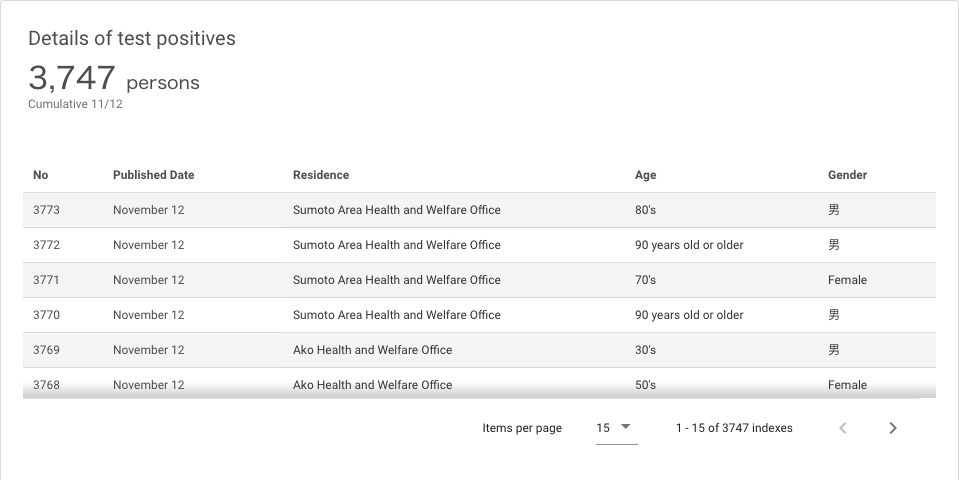 Details of test positives
3,747 persons
Cumulative 11/12
No Published Date Residence Age Gender
3773 November 12 Sumoto Area Health and Welfare Office 80's 男
3772 November 12 Sumoto Area Health and Welfare Office 90 years old or older 男
3771 November 12 Sumoto Area Health and Welfare Office 70's Female
3770 November 12 Sumoto Area Health and Welfare Office 90 years old or older 男
3769 November 12 Ako Health and Welfare Office 30's 男
3768 November 12 Ako Health and Welfare Office 50's Female
Items per page 15 1 - 15 of 3747 indexes